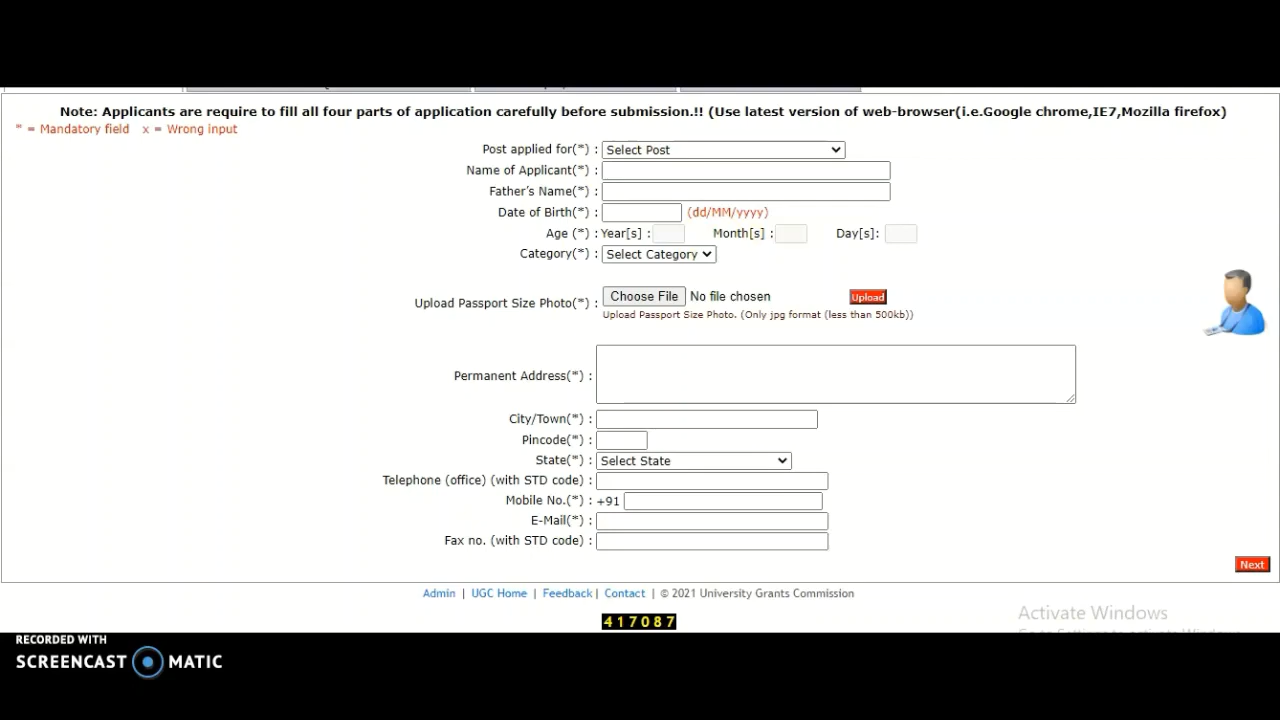 Note: Applicants are require to fill all four parts of application carefully before submission.!! (Use latest version of web-browser(i.e.Google chrome,IE7,Mozilla firefox)
* = Mandatory field x = Wrong input
Post applied for(*) : Select Post
Name of Applicant(*) :
Father's Name(*) :
Date of Birth(*) : (dd/MM/yyyy)
Age (*) : Year[s] : Month[s] : Day[s]:
Category(*) : Select Category
Upload Passport Size Photo(*) : Choose File No file chosen Upload
Upload Passport Size Photo. (Only jpg format (less than 500kb))
Permanent Address(*) :
City/Town(*) :
Pincode(*) :
State(*) : Select State
Telephone (office) (with STD code) :
Mobile No.(*) : +91
E-Mail(*) :
Fax no. (with STD code) :
Next
Admin | UGC Home | Feedback | Contact | © 2021 University Grants Commission
417087
Activate Windows
RECORDED WITH
SCREENCAST MATIC